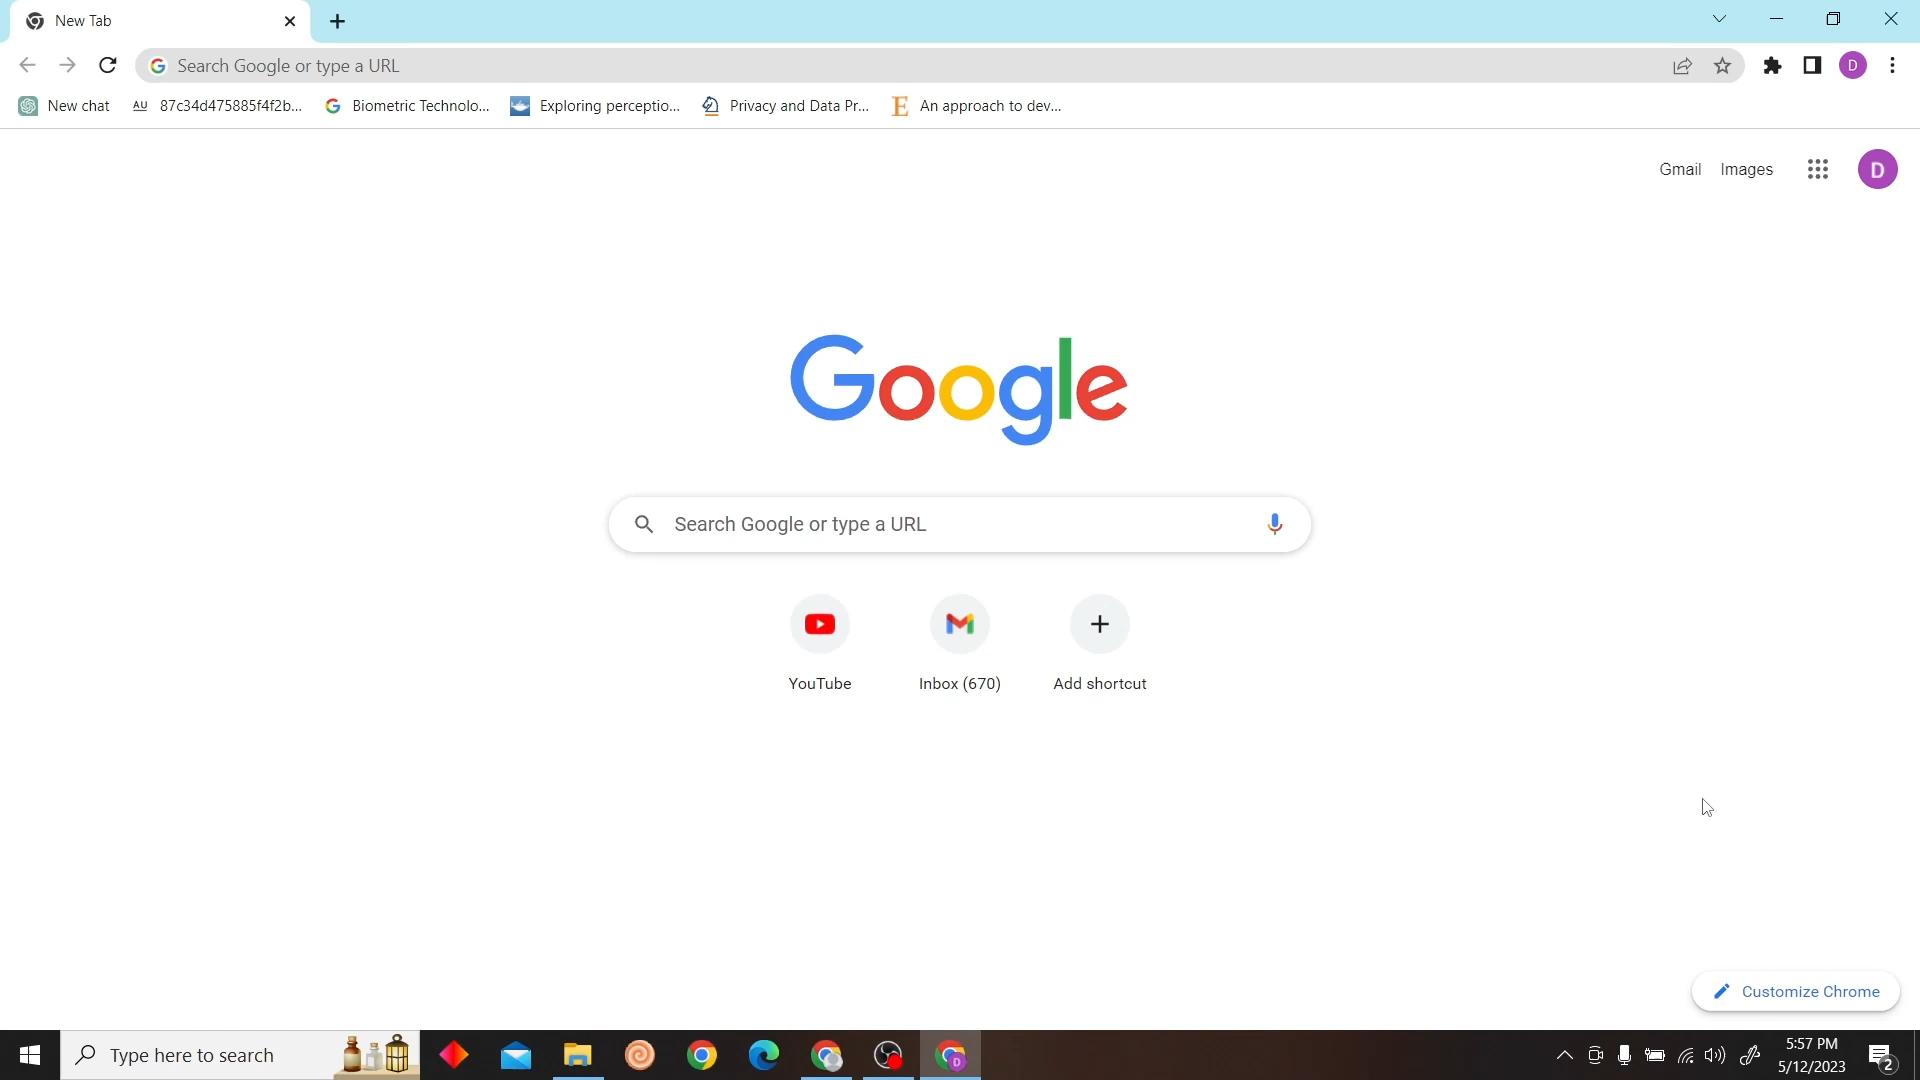 New Tab
Search Google or type a URL
New chat
AU 87c34d475885f4f2b...
Biometric Technolo...
Exploring perceptio...
Privacy and Data Pr...
E An approach to dev...
Gmail Images D
D
Google
Search Google or type a URL
YouTube
Inbox (670)
Add shortcut
Customize Chrome
Type here to search
D
5:57 PM
5/12/2023
2